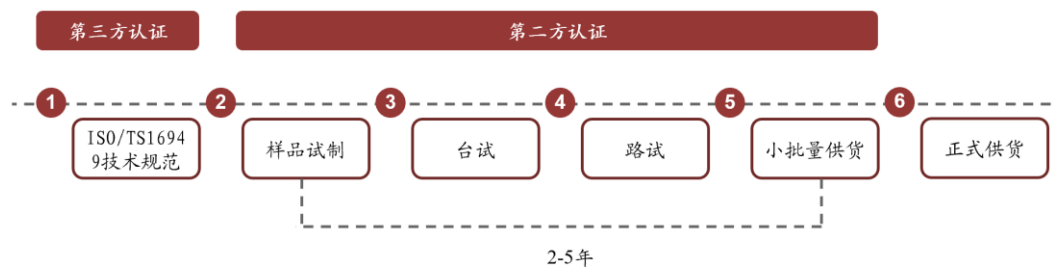 第三方认证
第二方认证
1
2
3
4
5
6
ISO/TS1694
9技术规范
样品试制
台试
路试
小批量供货
正式供货
2-5年